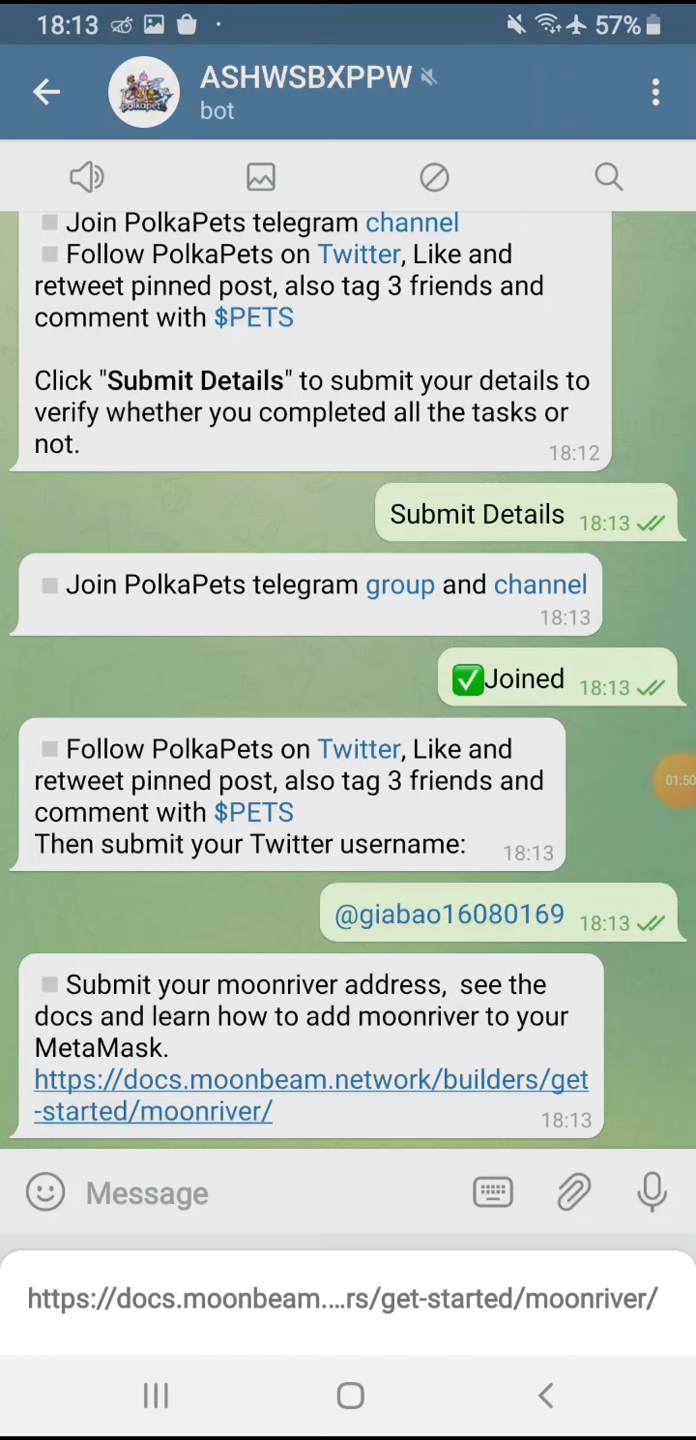 18:13
57%
ASHWSBXPPW
bot
Join PolkaPets telegram channel
Follow PolkaPets on Twitter, Like and
retweet pinned post, also tag 3 friends and
comment with $PETS
Click "Submit Details" to submit your details to
verify whether you completed all the tasks or
not.
18:12
Submit Details 18:13
Join PolkaPets telegram group and channel
18:13
✅Joined 18:13
Follow PolkaPets on Twitter, Like and
retweet pinned post, also tag 3 friends and
comment with $PETS
Then submit your Twitter username: 18:13
01:50
@giabao16080169 18:13
Submit your moonriver address,  see the
docs and learn how to add moonriver to your
MetaMask.
https://docs.moonbeam.network/builders/get
-started/moonriver/
18:13
Message
https://docs.moonbeam....rs/get-started/moonriver/